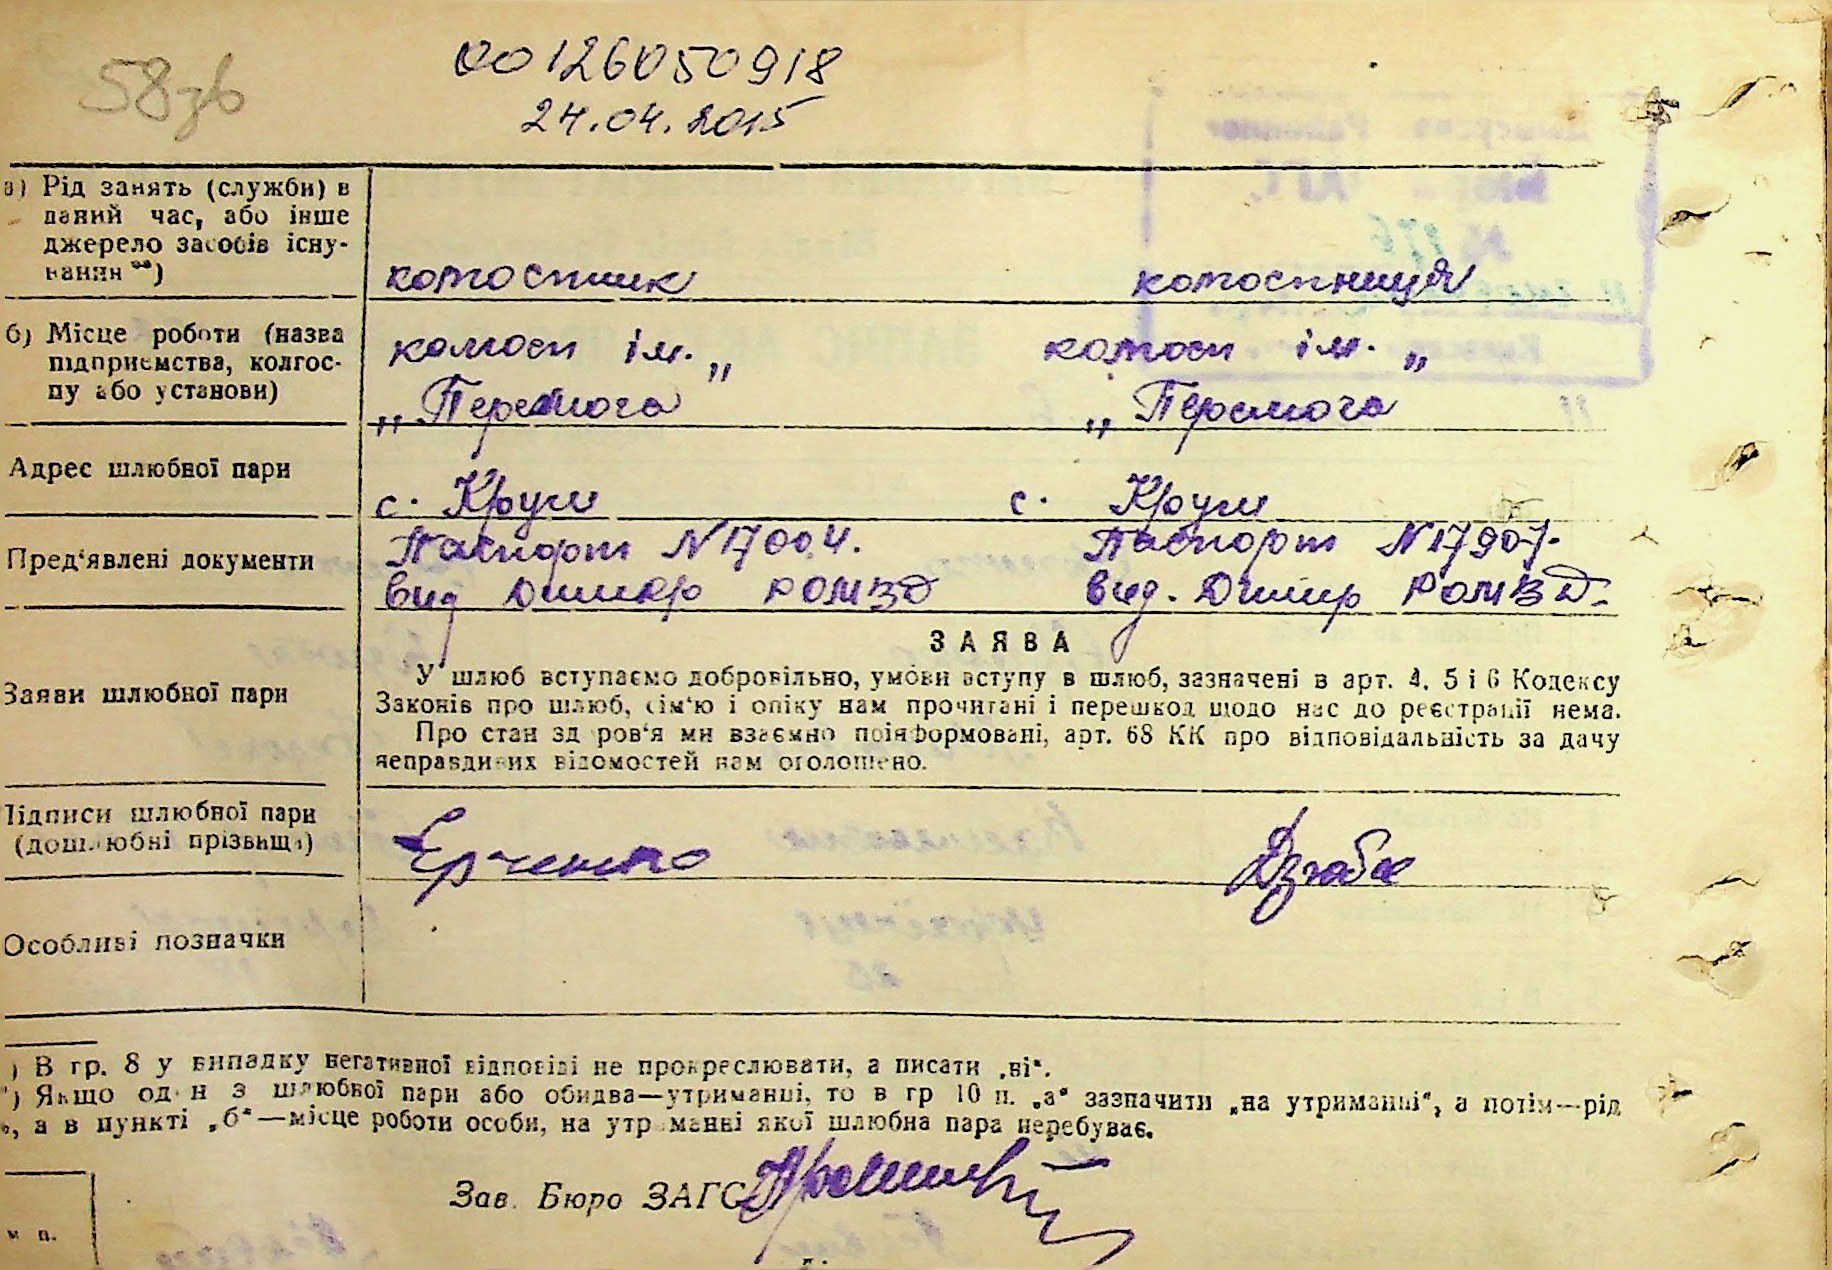 58зв
00126050918
24.04.2015
а) Рід занять (служби) в
даний час, або інше
джерело засобів існу-
вання **)
колгоспник колгоспниця
б) Місце роботи (назва
підприємства, колгос-
пу або установи)
колгосп ім. „ колгосп ім. „
„Перемога „Перемога
Адрес шлюбної пари
с. Круги с. Круги
Пред‘явлені документи
Паспорт N17004. Паспорт N17907.
Вид Димер РОМВД Вид. Димир РОМВД.
ЗАЯВА
Заяви шлюбної пари
У шлюб вступаємо добровільно, умови вступу в шлюб, зазначені в арт. 4, 5 і 6 Кодексу
Законів про шлюб, сім‘ю і опіку нам прочитані і перешкод щодо нас до реєстрації нема.
Про стан здоров‘я ми взаємно поінформовані, арт. 68 КК про відповідальність за дачу
неправдивих відомостей нам оголошено.
Підписи шлюбної пари
(дошлюбні прізвища)
Особливі позначки
) В гр. 8 у випадку негативної відповіді не прокреслювати, а писати „ні“.
*) Якщо один з шлюбної пари або обидва—утриманці, то в гр 10 п. „а“ зазначити „на утриманні“, а потім—рід
, а в пункті „б“—місце роботи особи, на утриманні якої шлюбна пара перебуває.
Зав. Бюро ЗАГС
м п.